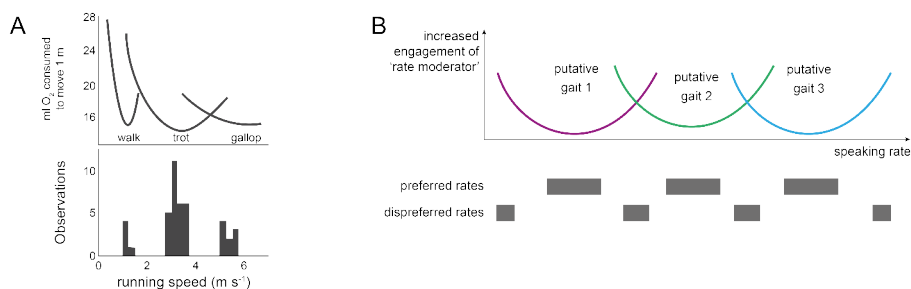 A
28
24
20
16
ml O₂ consumed
to move 1 m
walk
trot
gallop
10
5
0
Observations
0
2
4
6
running speed (m s⁻¹)
B
increased
engagement of
‘rate moderator’
putative
gait 1
putative
gait 2
putative
gait 3
speaking rate
preferred rates
dispreferred rates